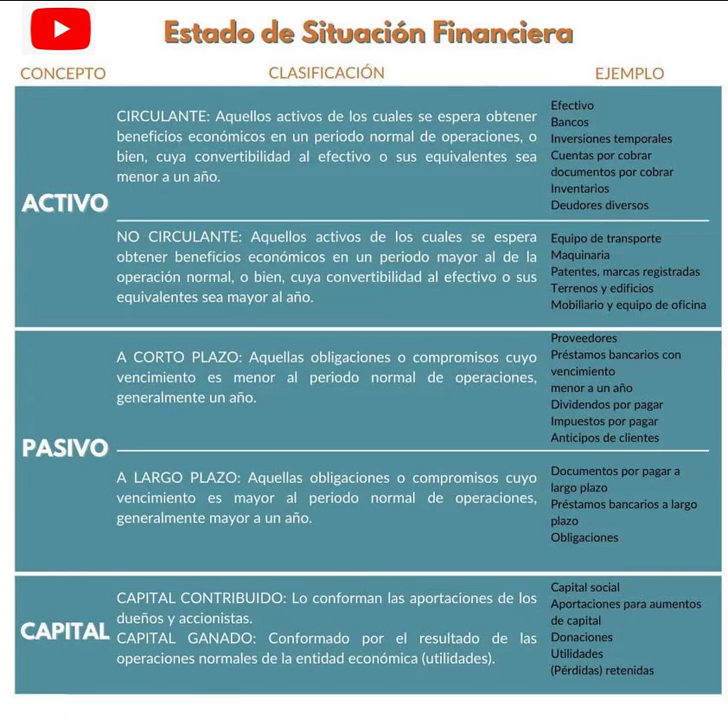 Estado de Situación Financiera
CONCEPTO
CLASIFICACIÓN
EJEMPLO
ACTIVO
CIRCULANTE: Aquellos activos de los cuales se espera obtener
beneficios económicos en un periodo normal de operaciones, o
bien, cuya convertibilidad al efectivo o sus equivalentes sea
menor a un año.
Efectivo
Bancos
Inversiones temporales
Cuentas por cobrar
documentos por cobrar
Inventarios
Deudores diversos
NO CIRCULANTE: Aquellos activos de los cuales se espera
obtener beneficios económicos en un periodo mayor al de la
operación normal, o bien, cuya convertibilidad al efectivo o sus
equivalentes sea mayor al año.
Equipo de transporte
Maquinaria
Patentes, marcas registradas
Terrenos y edificios
Mobiliario y equipo de oficina
PASIVO
A CORTO PLAZO: Aquellas obligaciones o compromisos cuyo
vencimiento es menor al periodo normal de operaciones,
generalmente un año.
Proveedores
Préstamos bancarios con
vencimiento
menor a un año
Dividendos por pagar
Impuestos por pagar
Anticipos de clientes
A LARGO PLAZO: Aquellas obligaciones o compromisos cuyo
vencimiento es mayor al periodo normal de operaciones,
generalmente mayor a un año.
Documentos por pagar a
largo plazo
Préstamos bancarios a largo
plazo
Obligaciones
CAPITAL
CAPITAL CONTRIBUIDO: Lo conforman las aportaciones de los
dueños y accionistas.
CAPITAL GANADO: Conformado por el resultado de las
operaciones normales de la entidad económica (utilidades).
Capital social
Aportaciones para aumentos
de capital
Donaciones
Utilidades
(Pérdidas) retenidas